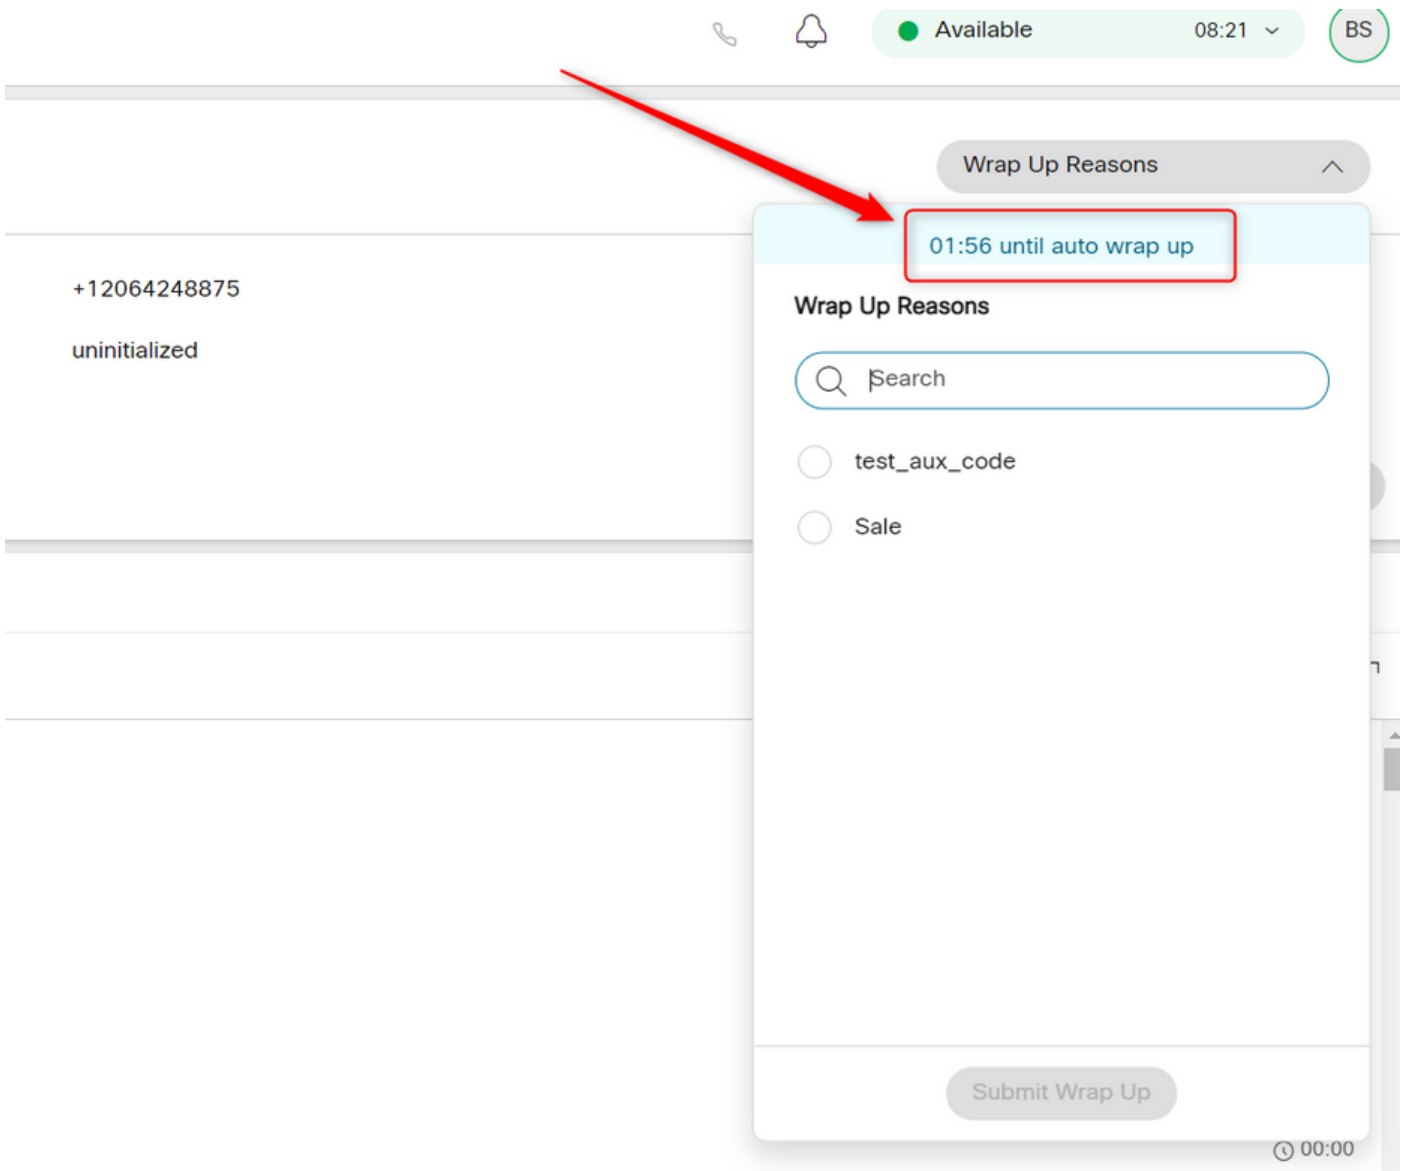 Available 08:21 BS
Wrap Up Reasons
01:56 until auto wrap up
+12064248875
Wrap Up Reasons
uninitialized
Search
test_aux_code
Sale
Submit Wrap Up
00:00